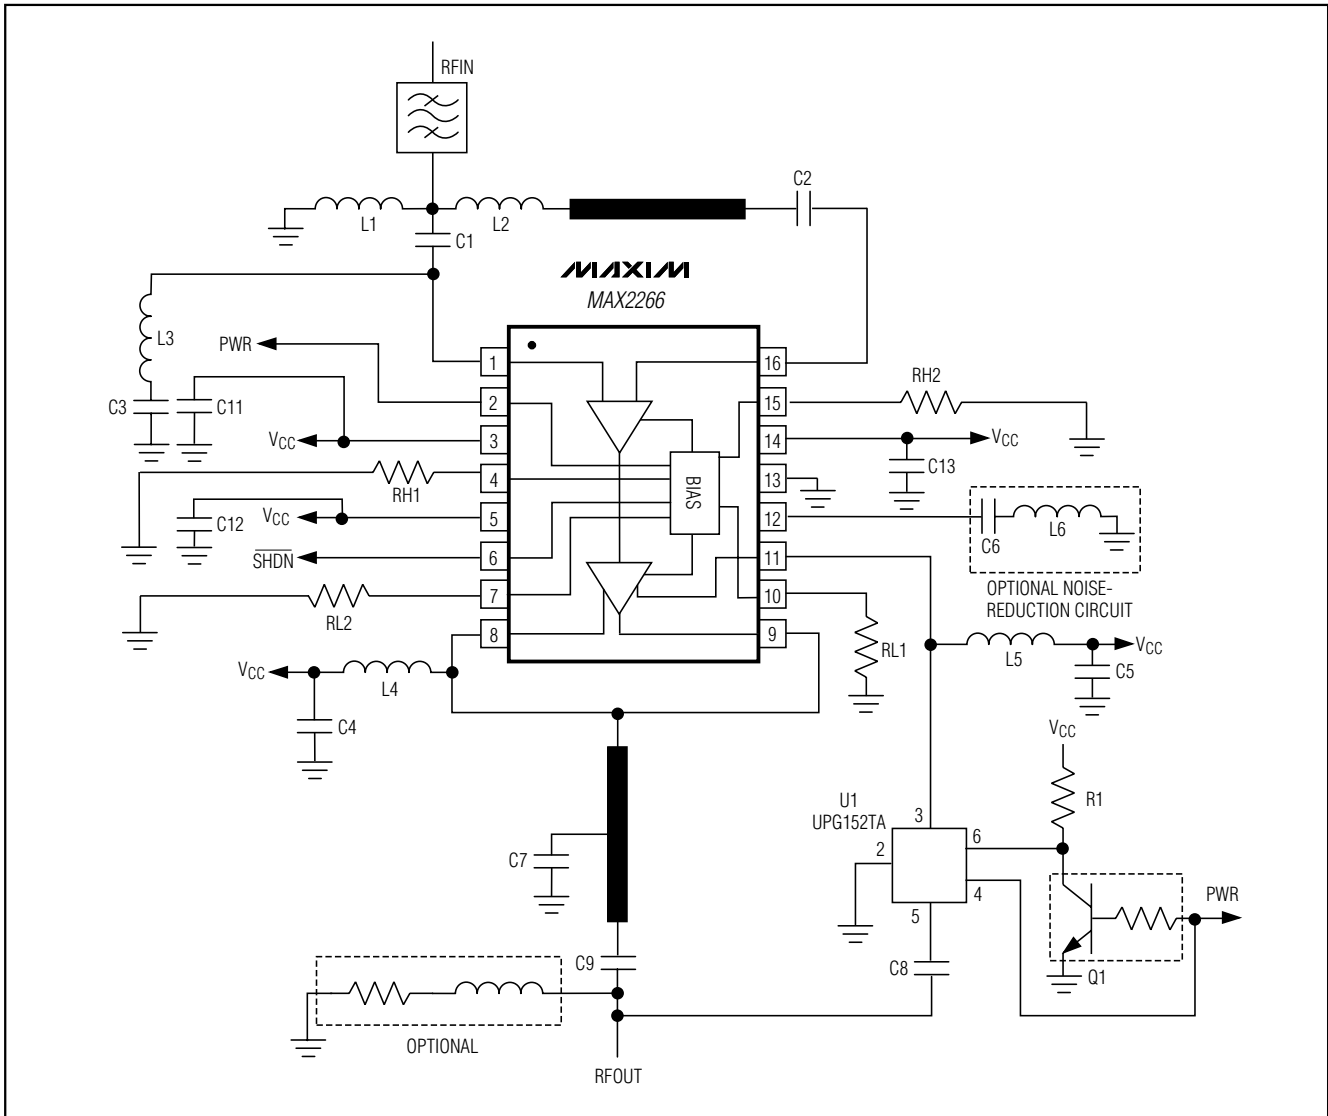 RFIN
C2
L1
L2
C1
MAXIM
MAX2266
L3
PWR
1
16
RH2
C3
C11
2
15
VCC
3
14
VCC
C13
RH1
4
13
BIAS
C12
VCC
5
12
C6
L6
SHDN
6
11
OPTIONAL NOISE-
REDUCTION CIRCUIT
RL2
7
10
8
9
RL1
VCC
L4
L5
VCC
C5
C4
VCC
R1
U1
UPG152TA
3
2
6
4
5
C7
PWR
Q1
C9
C8
OPTIONAL
RFOUT